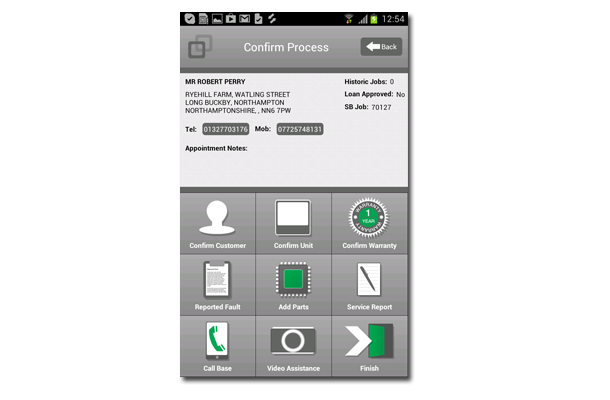 12:54
Confirm Process
Back
MR ROBERT PERRY
Historic Jobs: 0
RYEHILL FARM, WATLING STREET
Loan Approved: No
LONG BUCKBY, NORTHAMPTON
SB Job: 70127
NORTHAMPTONSHIRE, , NN6 7PW
Tel: 01327703176 Mob: 07725748131
Appointment Notes:
WARRANTY
1
YEAR
WARRANTY
Confirm Customer
Confirm Unit
Confirm Warranty
Reported Fault
Add Parts
Service Report
Call Base
Video Assistance
Finish